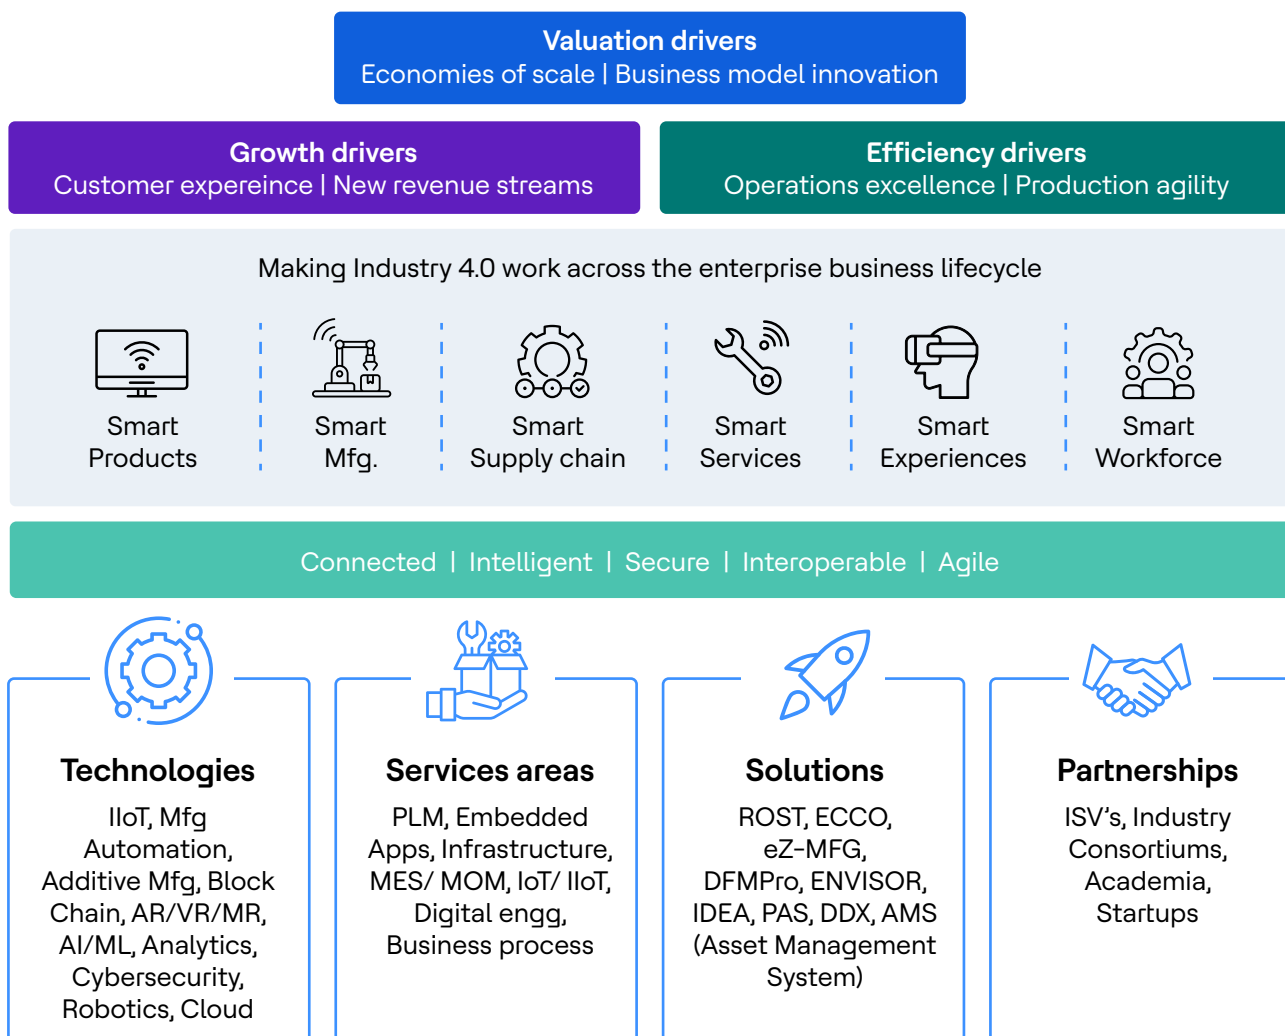 Valuation drivers
Economies of scale | Business model innovation
Growth drivers
Customer expereince | New revenue streams
Efficiency drivers
Operations excellence | Production agility
Making Industry 4.0 work across the enterprise business lifecycle
Smart
Products
Smart
Mfg.
Smart
Supply chain
Smart
Services
Smart
Experiences
Smart
Workforce
Connected | Intelligent | Secure | Interoperable | Agile
Technologies
IIoT, Mfg
Automation,
Additive Mfg, Block
Chain, AR/VR/MR,
AI/ML, Analytics,
Cybersecurity,
Robotics, Cloud
Services areas
PLM, Embedded
Apps, Infrastructure,
MES/ MOM, IoT/ IIoT,
Digital engg,
Business process
Solutions
ROST, ECCO,
eZ-MFG,
DFMPro, ENVISOR,
IDEA, PAS, DDX, AMS
(Asset Management
System)
Partnerships
ISV's, Industry
Consortiums,
Academia,
Startups